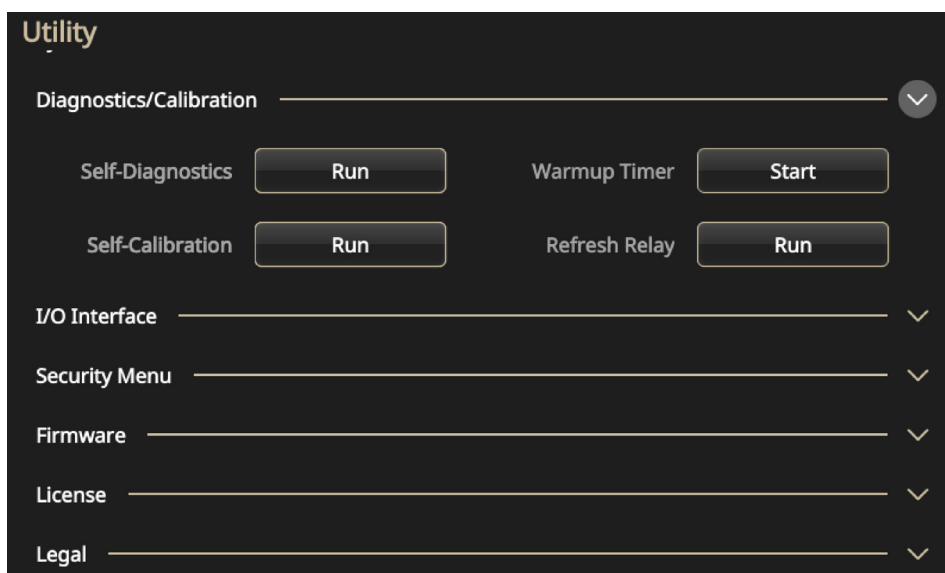 Utility
Diagnostics/Calibration
Self-Diagnostics Run Warmup Timer Start
Self-Calibration Run Refresh Relay Run
I/O Interface
Security Menu
Firmware
License
Legal